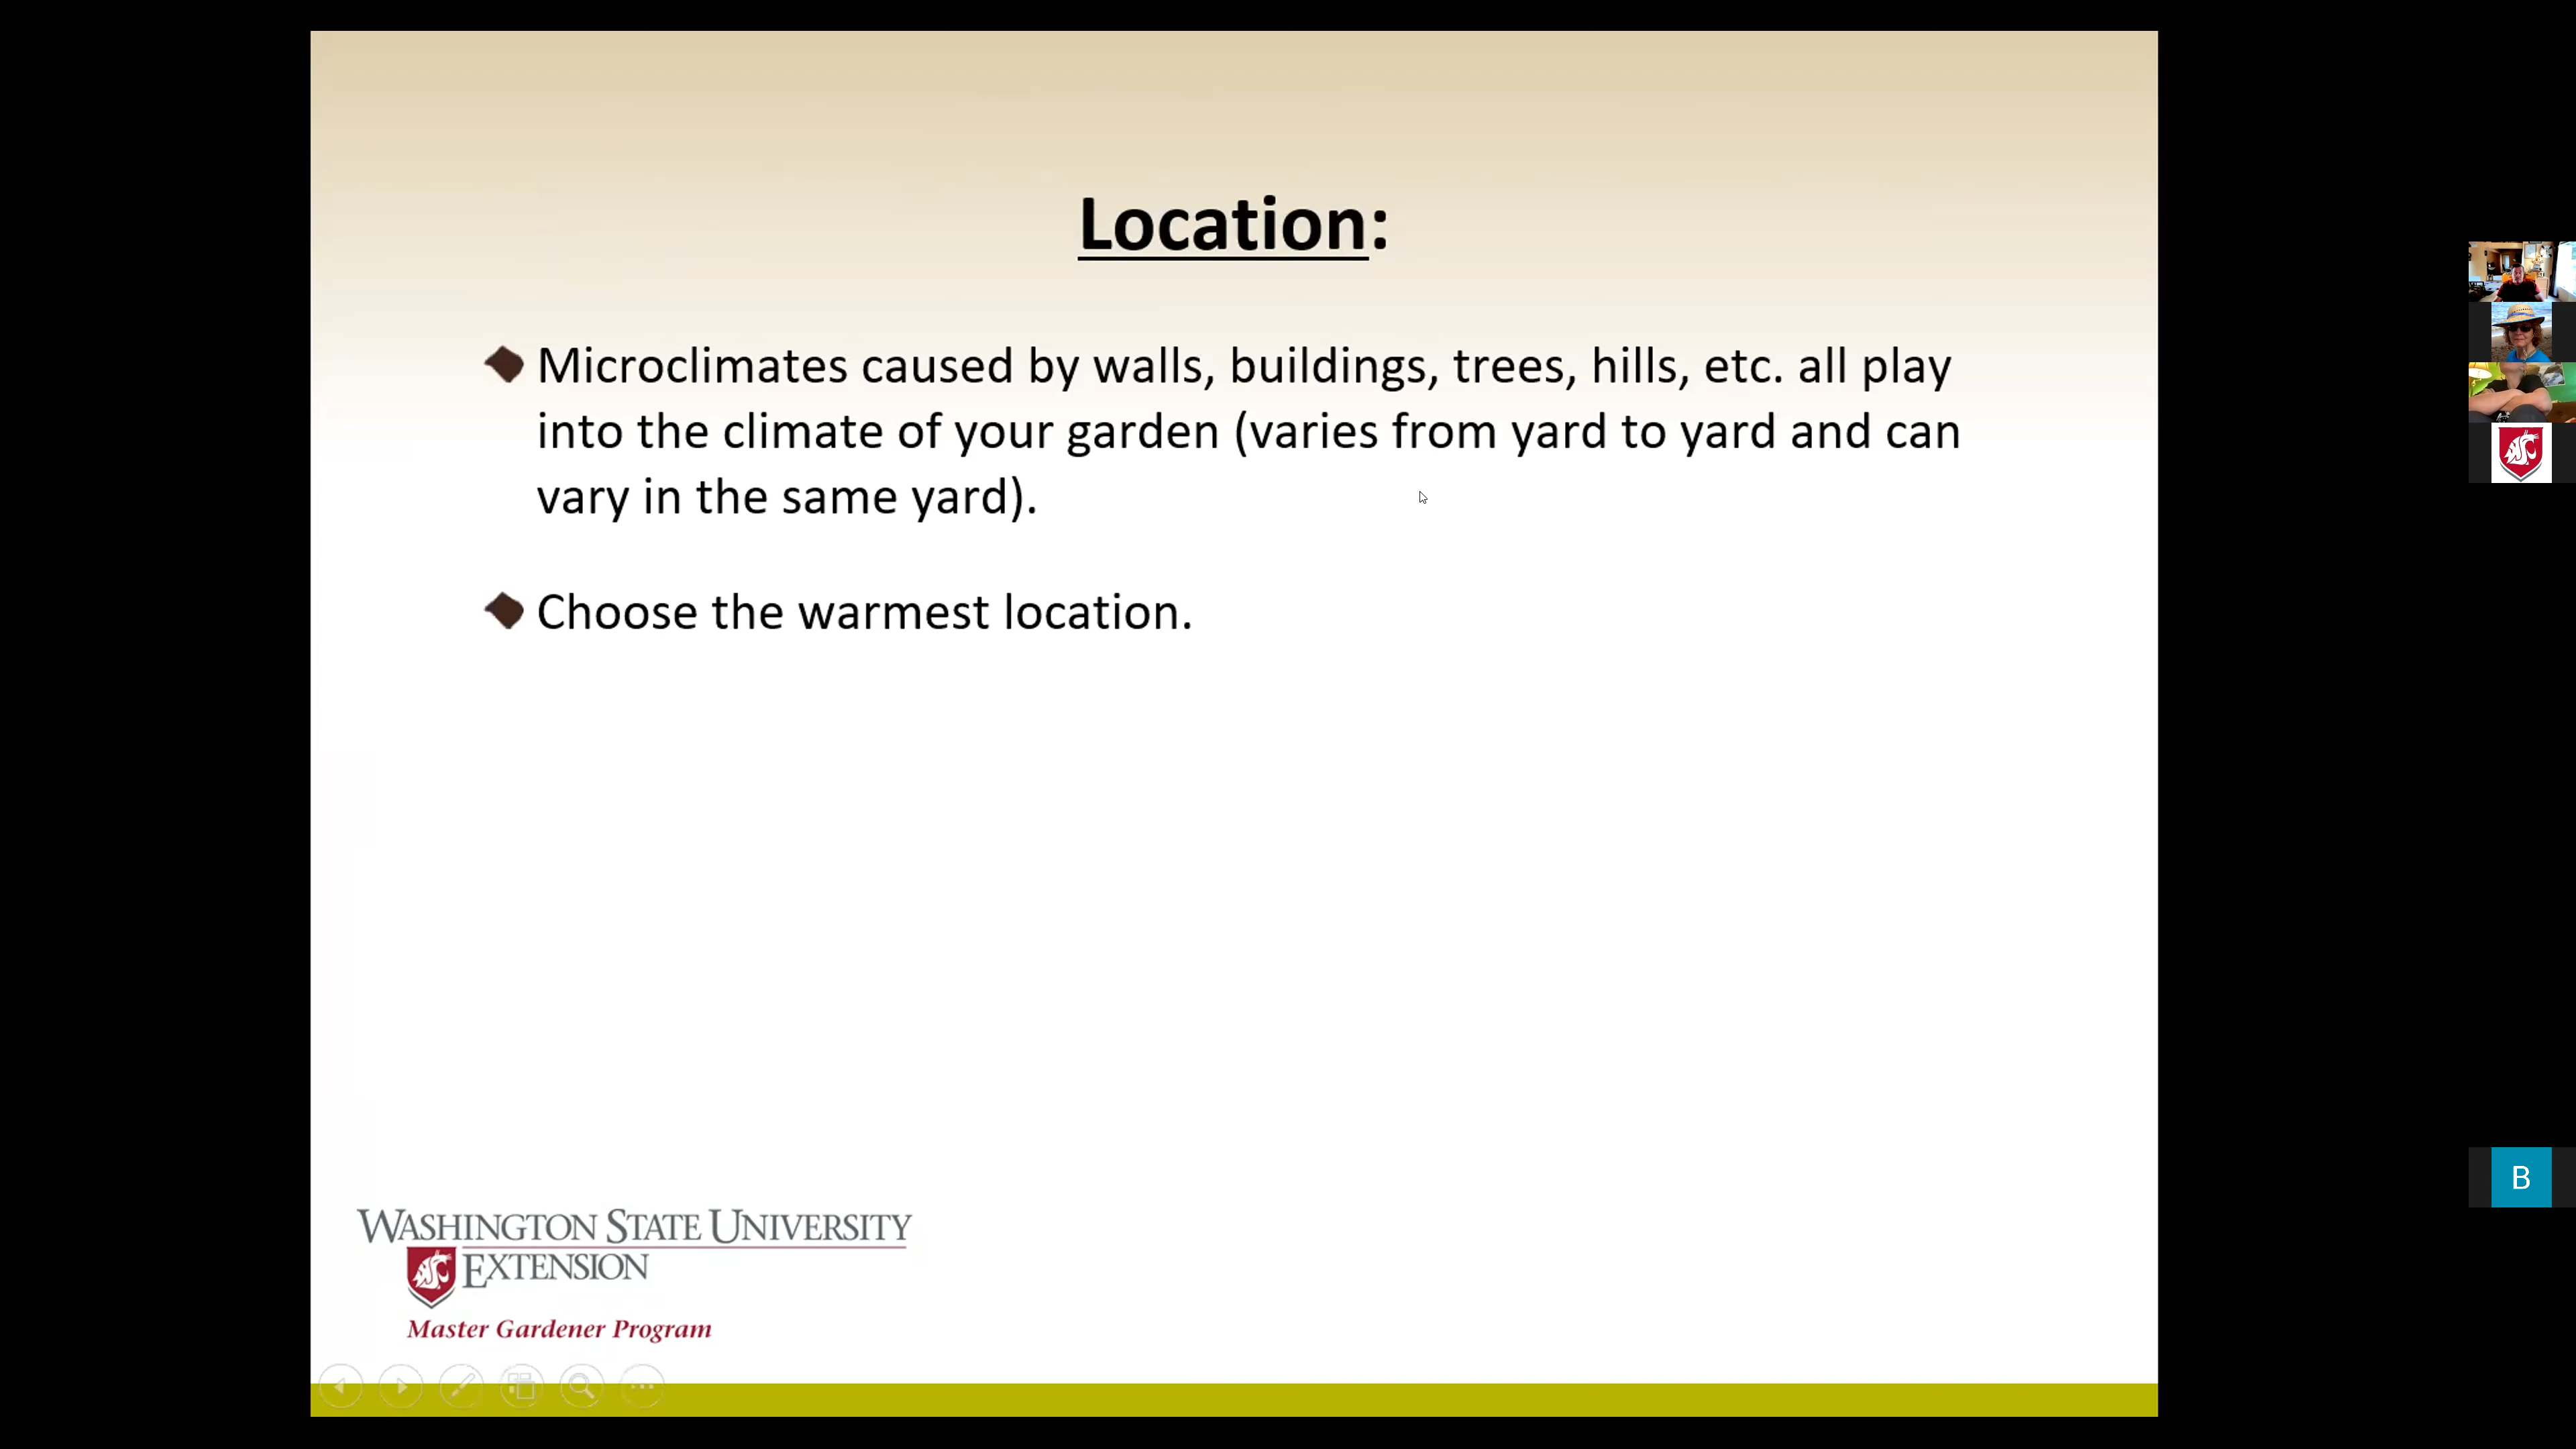 Location:
Microclimates caused by walls, buildings, trees, hills, etc. all play
into the climate of your garden (varies from yard to yard and can
vary in the same yard).
Choose the warmest location.
WASHINGTON STATE UNIVERSITY
EXTENSION
Master Gardener Program
B